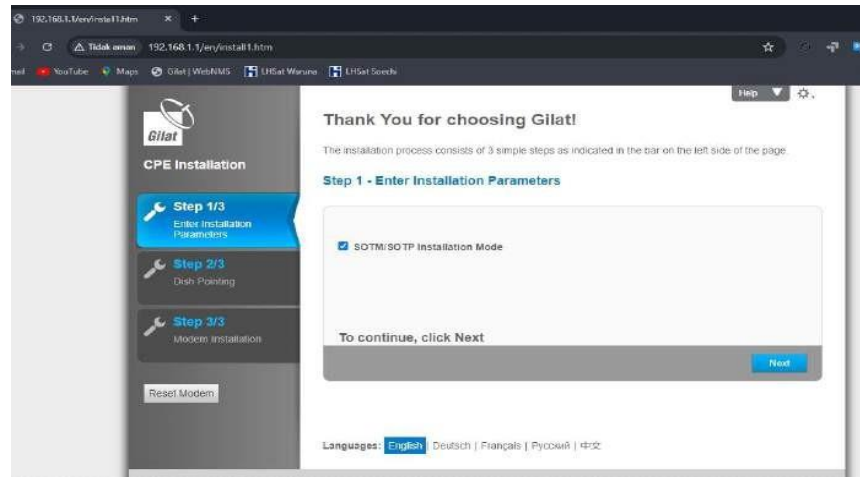 192.168.1.1/en/install1.htm
Tidak aman
192.168.1.1/en/install1.htm
YouTube
Maps
Gilat | WebNMS
LHSat Waruna
LHSat Soechi
Help
Gilat
CPE Installation
Thank You for choosing Gilat!
The installation process consists of 3 simple steps as indicated in the bar on the left side of the page.
Step 1 - Enter Installation Parameters
Step 1/3
Enter Installation
Parameters
SOTM/SOTP Installation Mode
Step 2/3
Dish Pointing
Step 3/3
Modem Installation
To continue, click Next
Next
Reset Modem
Languages: English | Deutsch | Français | Русский | 中文